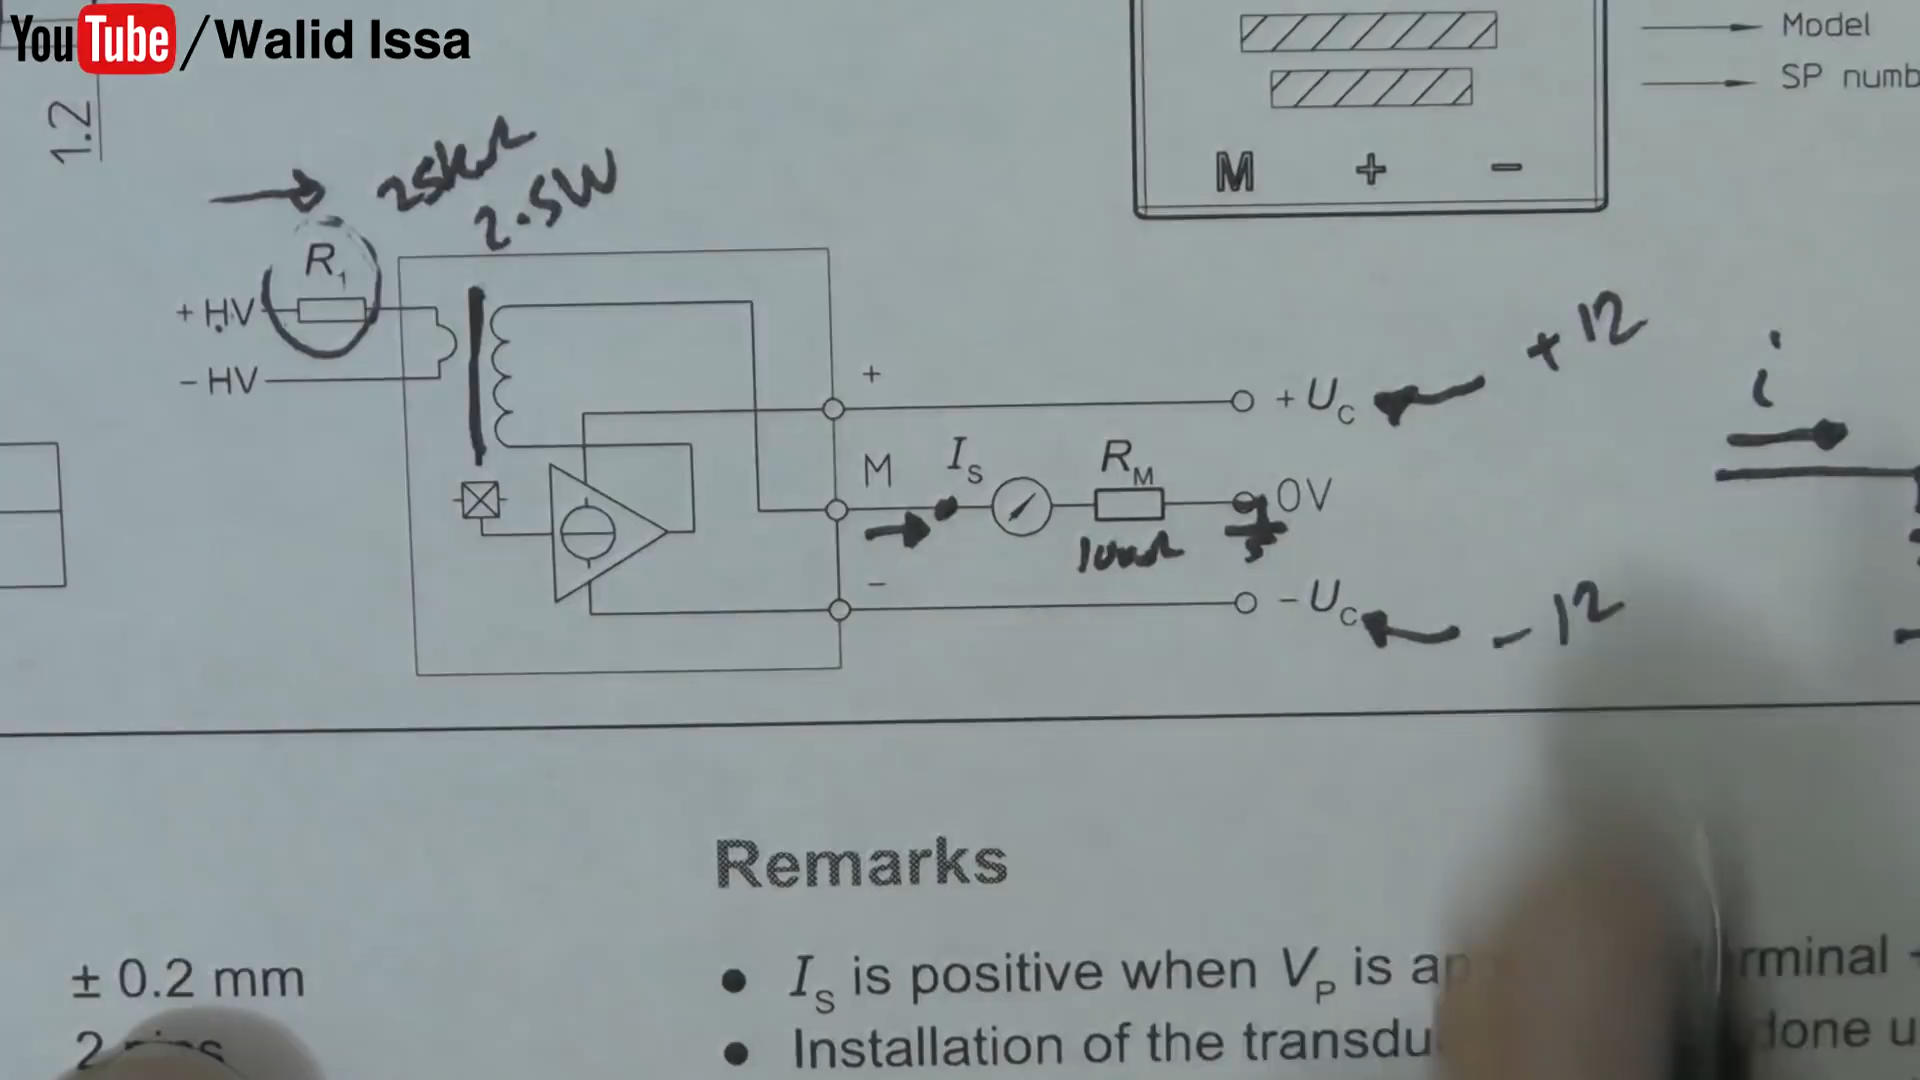 YouTube/Walid Issa
Model
SP numb
1.2
M + -
25kΩ
2.5W
R1
+ HV
- HV
+12
i
+
+ UC
M IS RM 0V
100Ω
-
- UC
-12
Remarks
± 0.2 mm
• IS is positive when VP is ap rminal
2
• Installation of the transdu done u